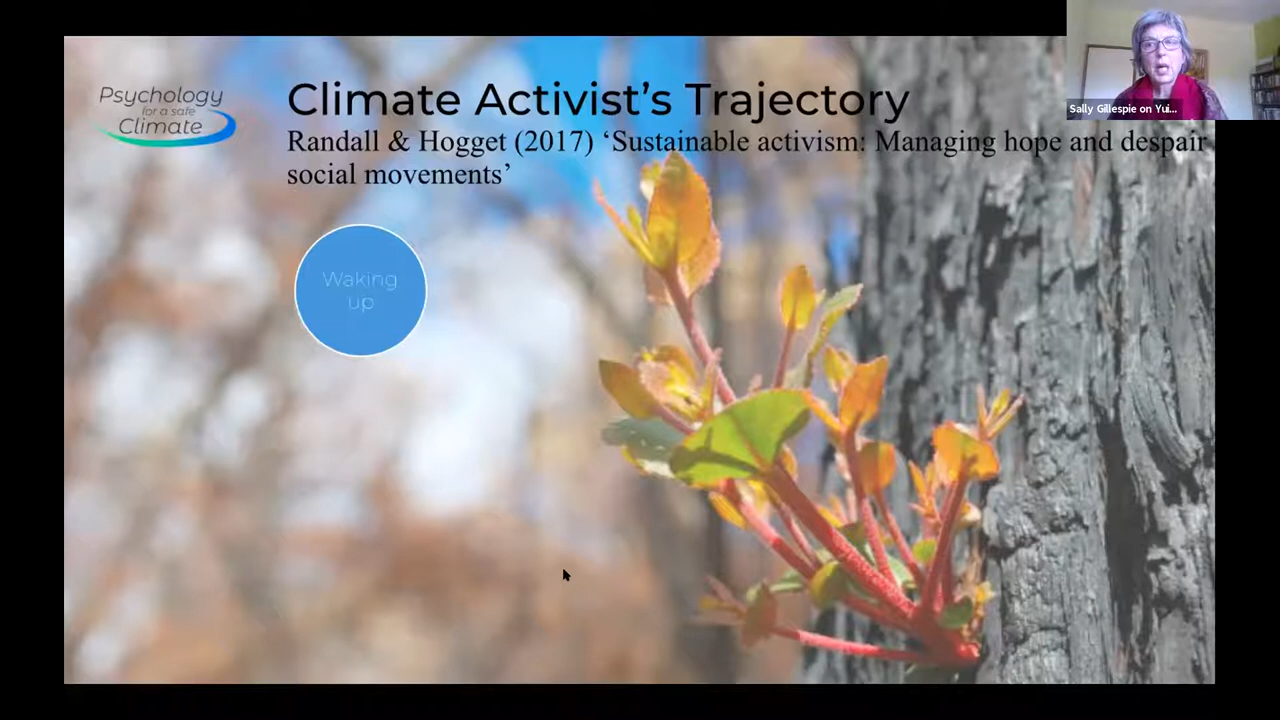 Psychology
for a safe
Climate
Climate Activist's Trajectory
Randall & Hogget (2017) ‘Sustainable activism: Managing hope and despair
social movements’
Waking
up
Sally Gillespie on Yui...